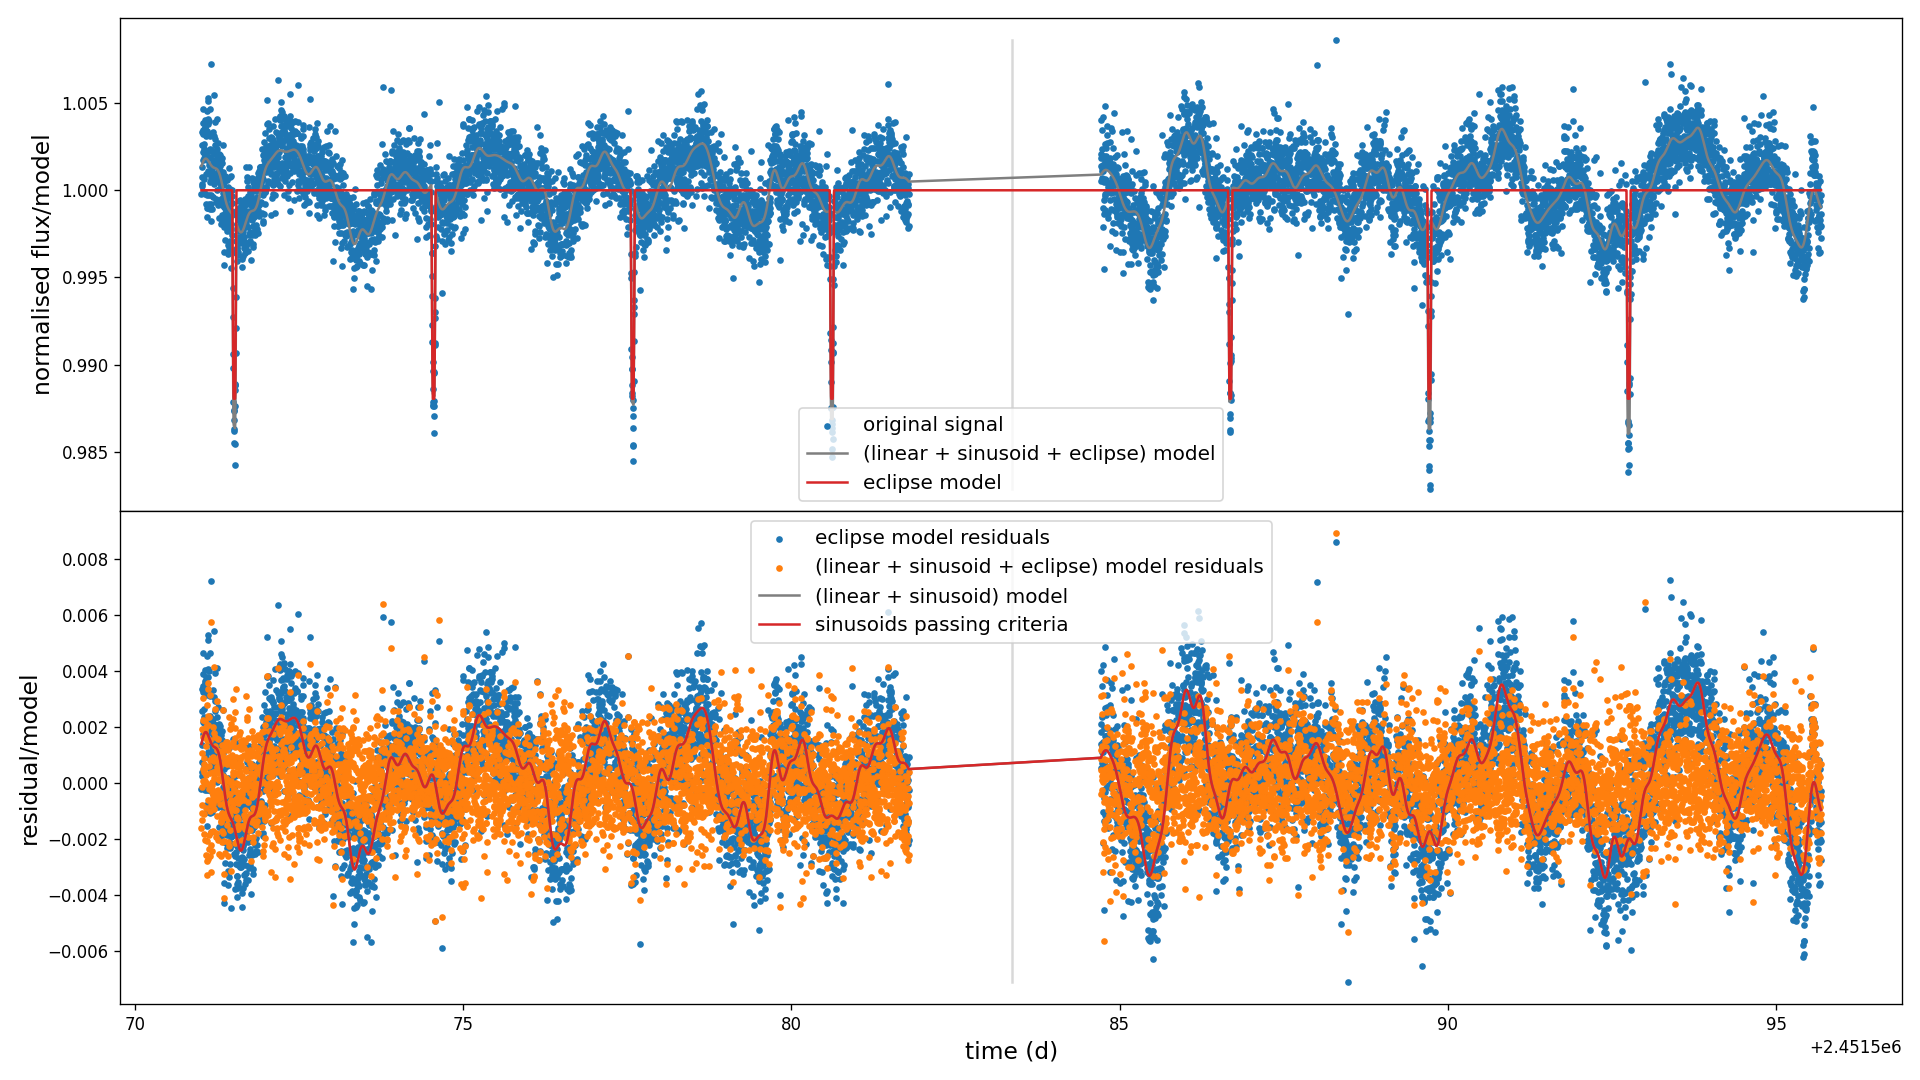 normalised flux/model
1.005
1.000
0.995
0.990
0.985
original signal
(linear + sinusoid + eclipse) model
eclipse model
residual/model
0.008
0.006
0.004
0.002
0.000
−0.002
−0.004
−0.006
eclipse model residuals
(linear + sinusoid + eclipse) model residuals
(linear + sinusoid) model
sinusoids passing criteria
70 75 80 85 90 95
time (d)
+2.4515e6